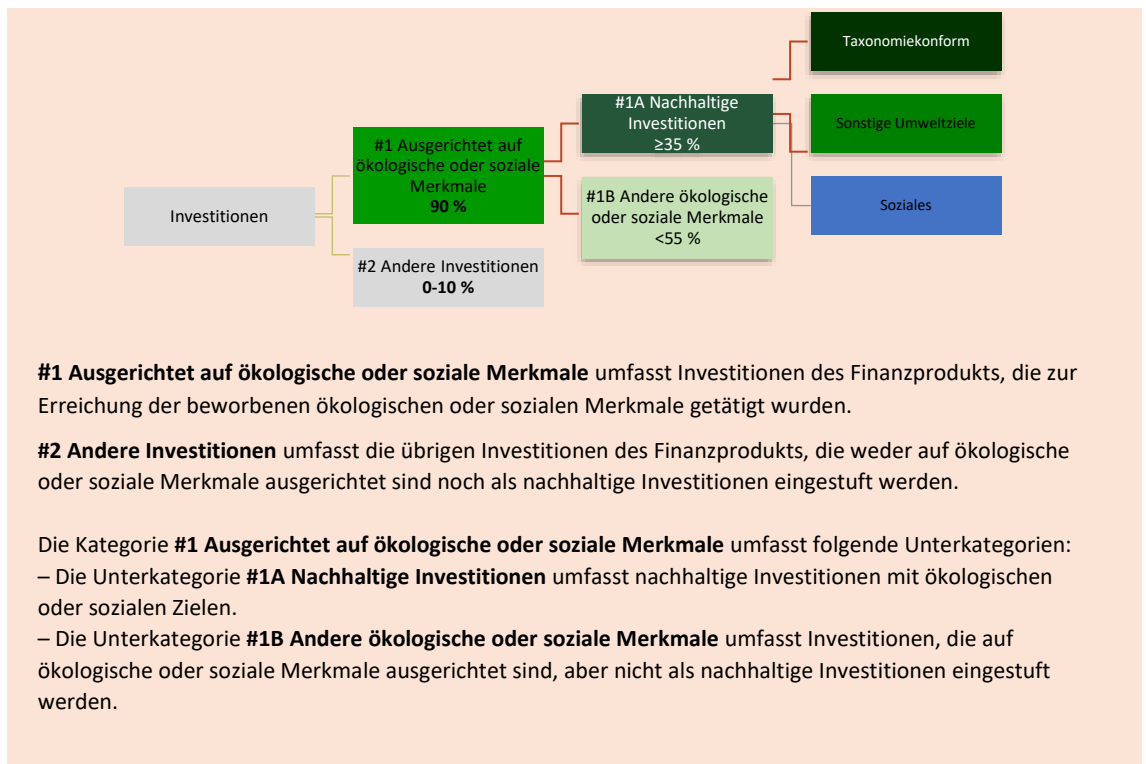 Taxonomiekonform
#1A Nachhaltige
Investitionen
≥35 %
Sonstige Umweltziele
#1 Ausgerichtet auf
ökologische oder soziale
Merkmale
90 %
#1B Andere ökologische
oder soziale Merkmale
<55 %
Soziales
Investitionen
#2 Andere Investitionen
0-10 %
#1 Ausgerichtet auf ökologische oder soziale Merkmale umfasst Investitionen des Finanzprodukts, die zur
Erreichung der beworbenen ökologischen oder sozialen Merkmale getätigt wurden.
#2 Andere Investitionen umfasst die übrigen Investitionen des Finanzprodukts, die weder auf ökologische
oder soziale Merkmale ausgerichtet sind noch als nachhaltige Investitionen eingestuft werden.
Die Kategorie #1 Ausgerichtet auf ökologische oder soziale Merkmale umfasst folgende Unterkategorien:
– Die Unterkategorie #1A Nachhaltige Investitionen umfasst nachhaltige Investitionen mit ökologischen
oder sozialen Zielen.
– Die Unterkategorie #1B Andere ökologische oder soziale Merkmale umfasst Investitionen, die auf
ökologische oder soziale Merkmale ausgerichtet sind, aber nicht als nachhaltige Investitionen eingestuft
werden.